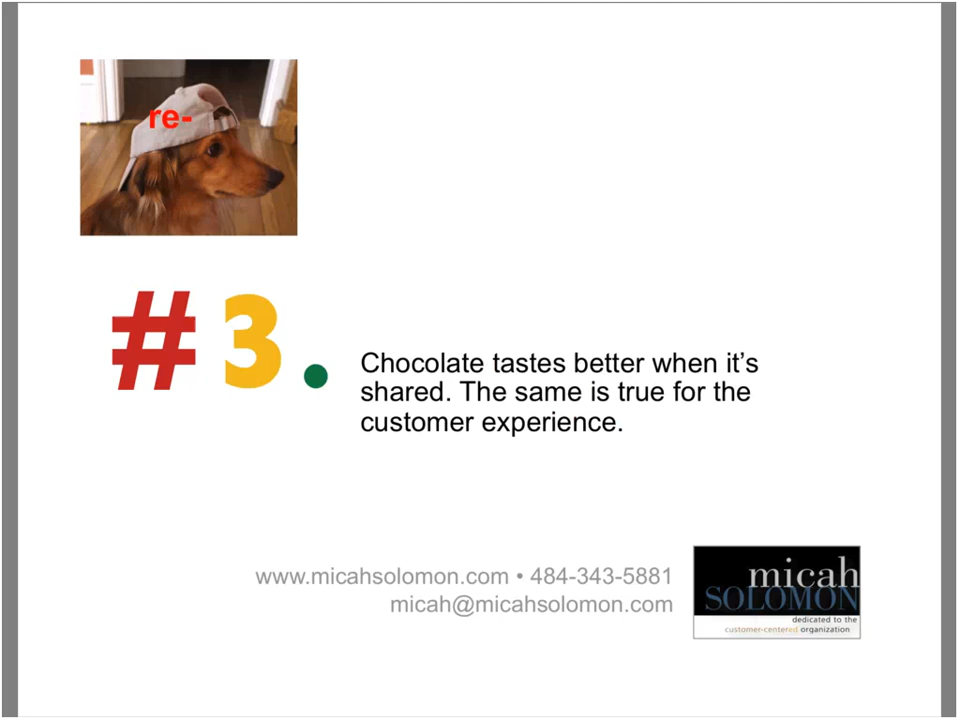 re-
#3.
Chocolate tastes better when it’s
shared. The same is true for the
customer experience.
www.micahsolomon.com • 484-343-5881
micah@micahsolomon.com
micah
SOLOMON
dedicated to the
customer-centered organization